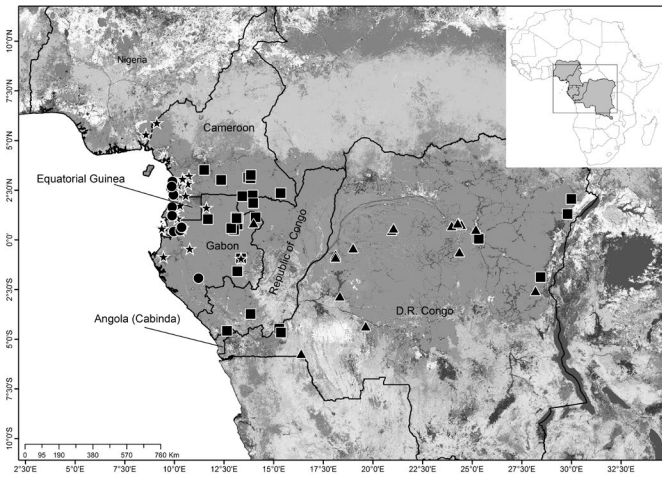 10°0'N
7°30'N
5°0'N
2°30'N
0°0'
2°30'S
5°0'S
7°30'S
10°0'S
Nigeria
Cameroon
Equatorial Guinea
Gabon
Republic of Congo
D.R. Congo
Angola (Cabinda)
0 95 190 380 570 760 Km
2°30'E 5°0'E 7°30'E 10°0'E 12°30'E 15°0'E 17°30'E 20°0'E 22°30'E 25°0'E 27°30'E 30°0'E 32°30'E